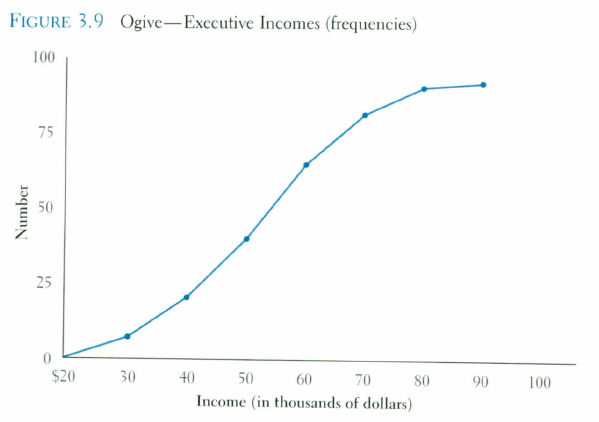 FIGURE 3.9 Ogive—Executive Incomes (frequencies)
100
75
50
25
0
Number
$20 30 40 50 60 70 80 90 100
Income (in thousands of dollars)